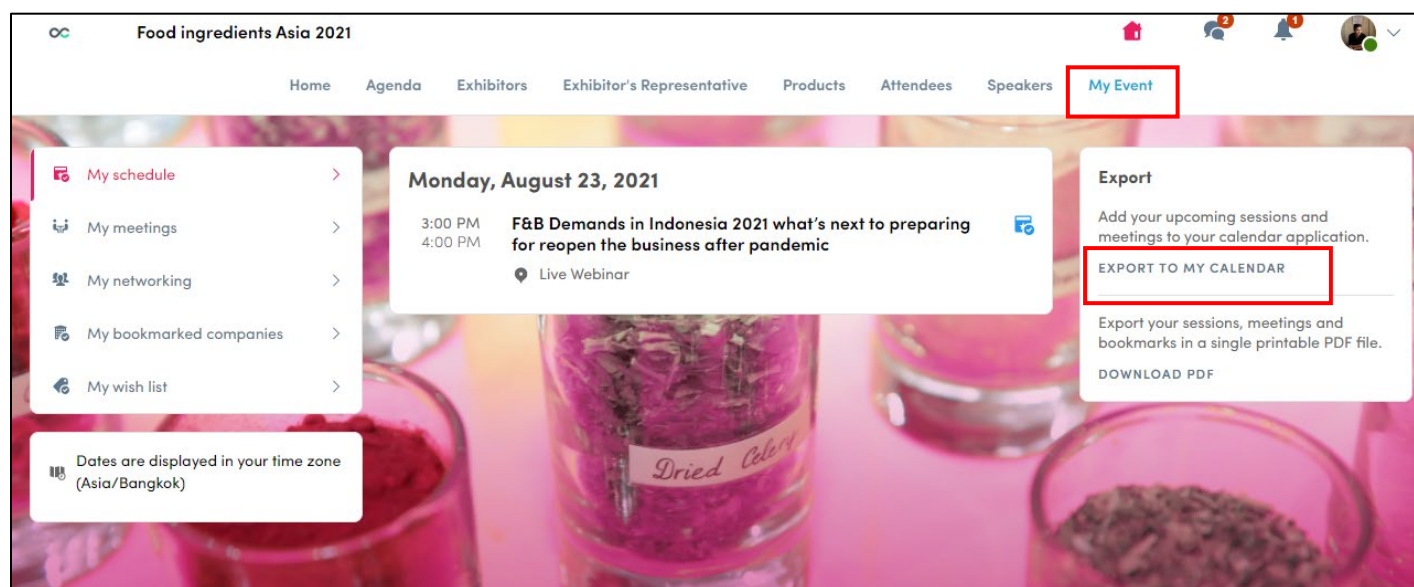 Food ingredients Asia 2021
2
1
Home Agenda Exhibitors Exhibitor's Representative Products Attendees Speakers My Event
My schedule
My meetings
My networking
My bookmarked companies
My wish list
Dates are displayed in your time zone
(Asia/Bangkok)
Monday, August 23, 2021
3:00 PM F&B Demands in Indonesia 2021 what's next to preparing
4:00 PM for reopen the business after pandemic
Live Webinar
Export
Add your upcoming sessions and
meetings to your calendar application.
EXPORT TO MY CALENDAR
Export your sessions, meetings and
bookmarks in a single printable PDF file.
DOWNLOAD PDF
Dried Celery